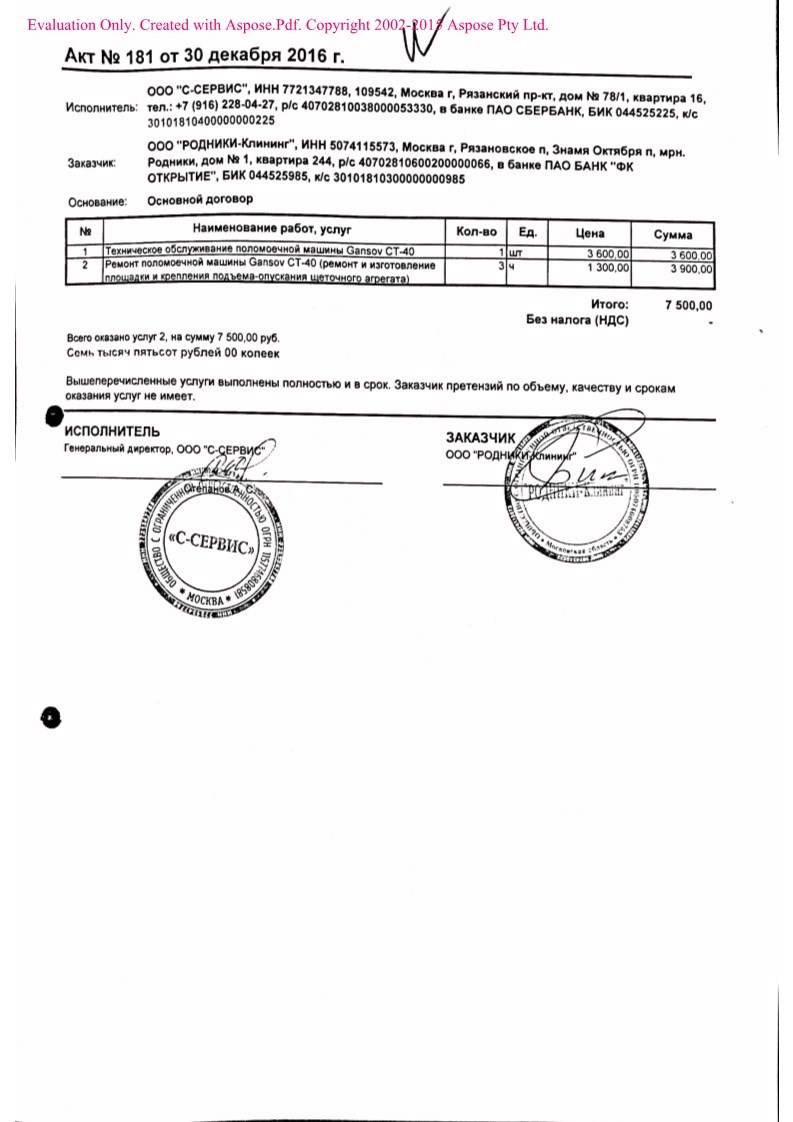 Evaluation Only. Created with Aspose.Pdf. Copyright 2002-2015 Aspose Pty Ltd.
Акт № 181 от 30 декабря 2016 г.
Исполнитель: ООО "С-СЕРВИС", ИНН 7721347788, 109542, Москва г, Рязанский пр-кт, дом № 78/1, квартира 16,
тел.: +7 (916) 228-04-27, р/с 40702810038000053330, в банке ПАО СБЕРБАНК, БИК 044525225, к/с
30101810400000000225
Заказчик: ООО "РОДНИКИ-Клининг", ИНН 5074115573, Москва г, Рязановское п, Знамя Октября п, мрн.
Родники, дом № 1, квартира 244, р/с 40702810600200000066, в банке ПАО БАНК "ФК
ОТКРЫТИЕ", БИК 044525985, к/с 30101810300000000985
Основание: Основной договор
№ Наименование работ, услуг Кол-во Ед. Цена Сумма
1 Техническое обслуживание поломоечной машины Gansov CT-40 1 шт 3 600,00 3 600,00
2 Ремонт поломоечной машины Gansov CT-40 (ремонт и изготовление 3 ч 1 300,00 3 900,00
площадки и крепления подъема-опускания щеточного агрегата)
Итого: 7 500,00
Без налога (НДС) -
Всего оказано услуг 2, на сумму 7 500,00 руб.
Семь тысяч пятьсот рублей 00 копеек
Вышеперечисленные услуги выполнены полностью и в срок. Заказчик претензий по объему, качеству и срокам
оказания услуг не имеет.
ИСПОЛНИТЕЛЬ
Генеральный директор, ООО "С-СЕРВИС"
Степанов А. С.
ОБЩЕСТВО С ОГРАНИЧЕННОЙ ОТВЕТСТВЕННОСТЬЮ ОГРН 1157746808581
«С-СЕРВИС»
* МОСКВА *
ЗАКАЗЧИК
ООО "РОДНИКИ-Клининг"
РОДНИКИ-Клининг
Московская область